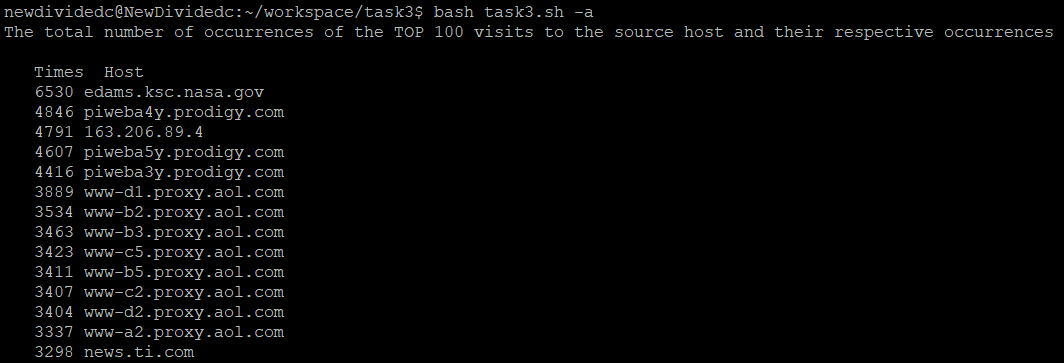 newdividedc@NewDividedc:~/workspace/task3$ bash task3.sh -a
The total number of occurrences of the TOP 100 visits to the source host and their respective occurrences
Times  Host
6530 edams.ksc.nasa.gov
4846 piweba4y.prodigy.com
4791 163.206.89.4
4607 piweba5y.prodigy.com
4416 piweba3y.prodigy.com
3889 www-d1.proxy.aol.com
3534 www-b2.proxy.aol.com
3463 www-b3.proxy.aol.com
3423 www-c5.proxy.aol.com
3411 www-b5.proxy.aol.com
3407 www-c2.proxy.aol.com
3404 www-d2.proxy.aol.com
3337 www-a2.proxy.aol.com
3298 news.ti.com